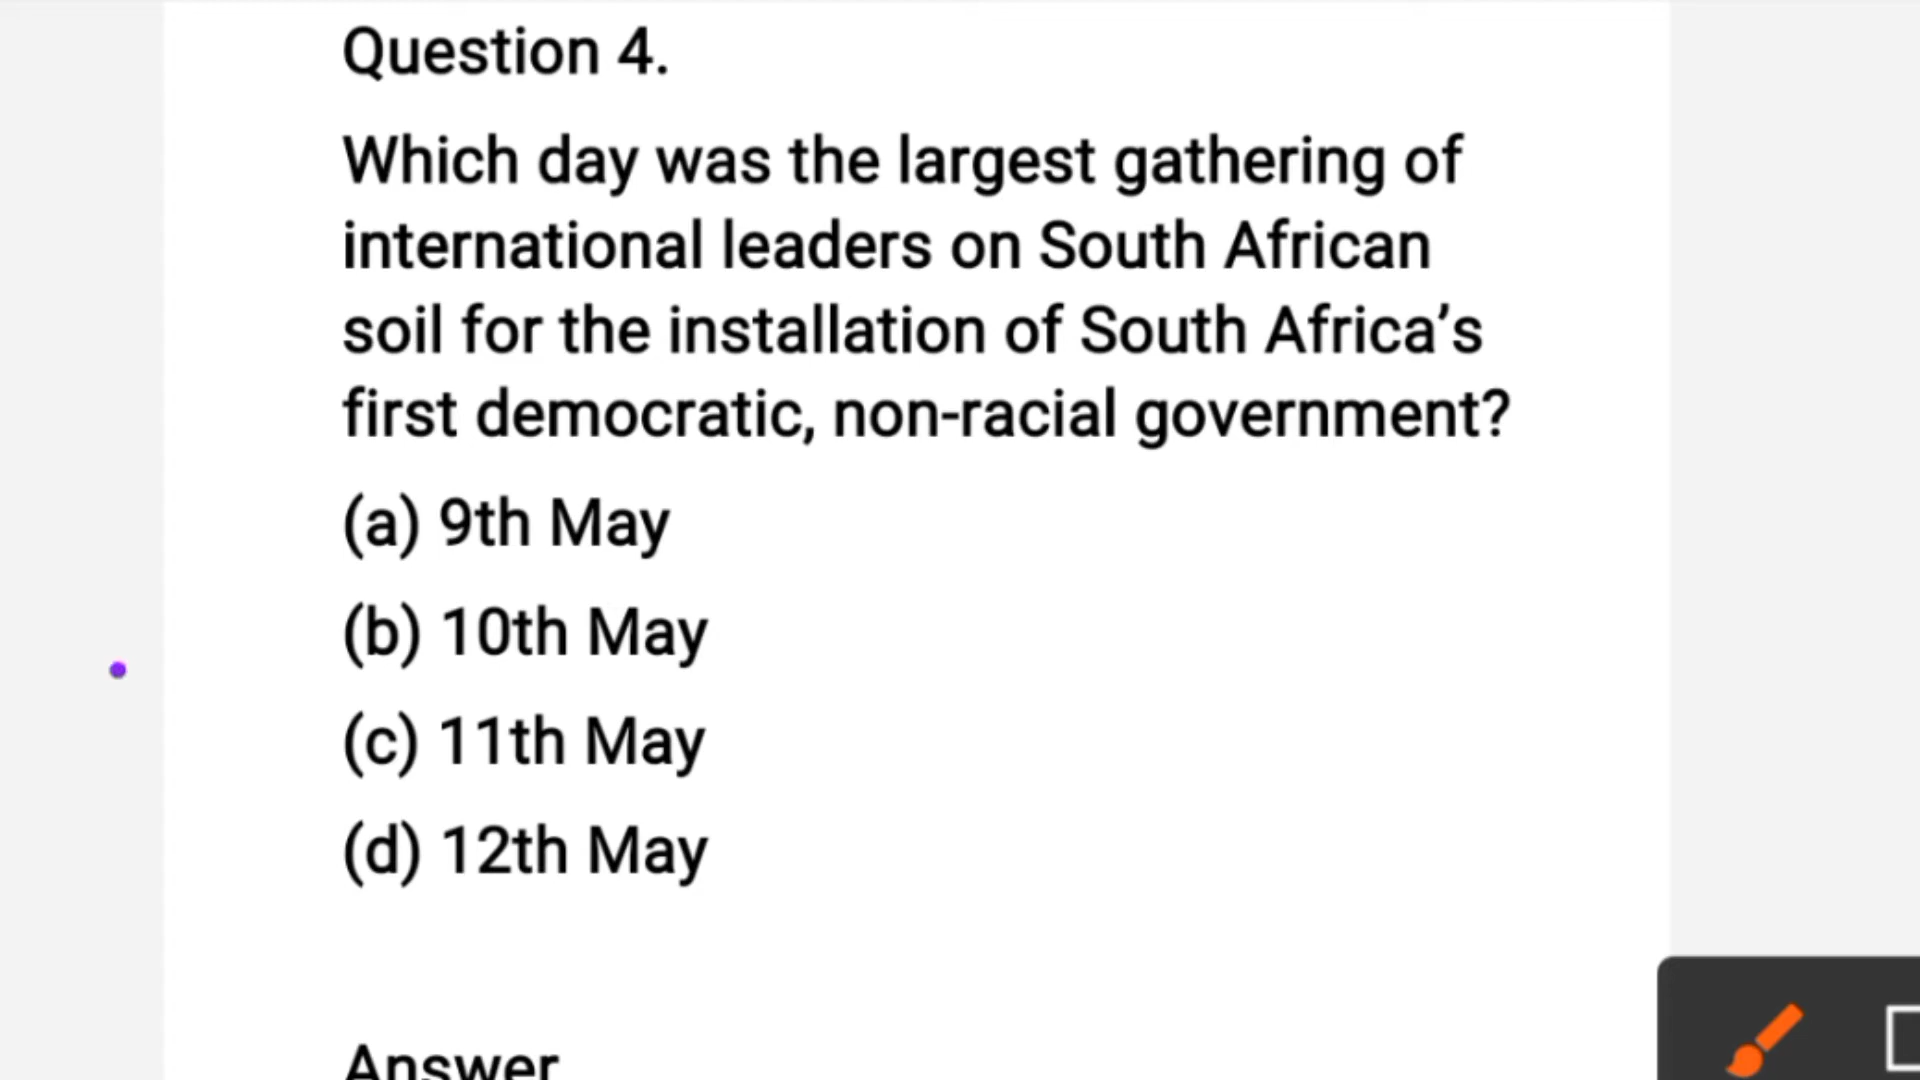 Question 4.
Which day was the largest gathering of
international leaders on South African
soil for the installation of South Africa’s
first democratic, non-racial government?
(a) 9th May
(b) 10th May
(c) 11th May
(d) 12th May
Answer